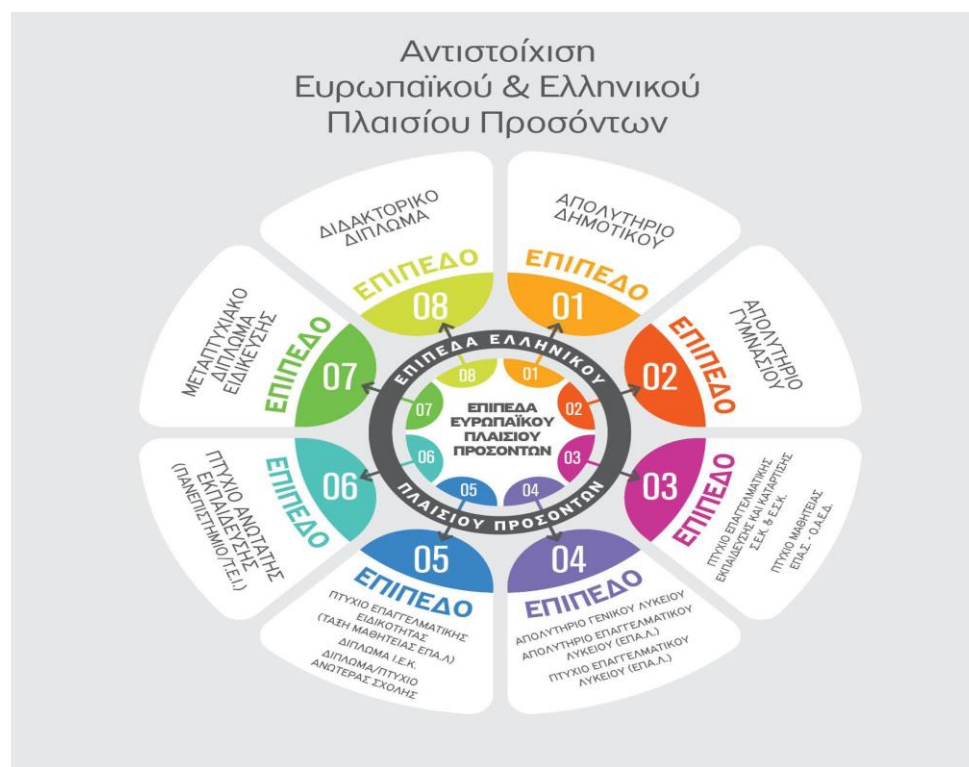 Αντιστοίχιση
Ευρωπαϊκού & Ελληνικού
Πλαισίου Προσόντων
ΑΠΟΛΥΤΗΡΙΟ
ΔΗΜΟΤΙΚΟΥ
ΕΠΙΠΕΔΟ
01
ΑΠΟΛΥΤΗΡΙΟ
ΓΥΜΝΑΣΙΟΥ
ΕΠΙΠΕΔΟ
02
ΕΠΙΠΕΔΟ
03
ΠΤΥΧΙΟ ΕΠΑΓΓΕΛΜΑΤΙΚΗΣ
ΕΚΠΑΙΔΕΥΣΗΣ ΚΑΙ ΚΑΤΑΡΤΙΣΗΣ
Σ.Ε.Κ. & Ε.Σ.Κ.
ΠΤΥΧΙΟ ΜΑΘΗΤΕΙΑΣ
ΕΠΑ.Σ. - Ο.Α.Ε.Δ.
04
ΕΠΙΠΕΔΟ
ΑΠΟΛΥΤΗΡΙΟ ΓΕΝΙΚΟΥ ΛΥΚΕΙΟΥ
ΑΠΟΛΥΤΗΡΙΟ ΕΠΑΓΓΕΛΜΑΤΙΚΟΥ
ΛΥΚΕΙΟΥ (ΕΠΑ.Λ.)
ΠΤΥΧΙΟ ΕΠΑΓΓΕΛΜΑΤΙΚΟΥ
ΛΥΚΕΙΟΥ (ΕΠΑ.Λ.)
05
ΕΠΙΠΕΔΟ
ΠΤΥΧΙΟ ΕΠΑΓΓΕΛΜΑΤΙΚΗΣ
ΕΙΔΙΚΟΤΗΤΑΣ
(ΤΑΞΗ ΜΑΘΗΤΕΙΑΣ ΕΠΑ.Λ)
ΔΙΠΛΩΜΑ Ι.Ε.Κ.
ΔΙΠΛΩΜΑ/ΠΤΥΧΙΟ
ΑΝΩΤΕΡΑΣ ΣΧΟΛΗΣ
06
ΕΠΙΠΕΔΟ
ΠΤΥΧΙΟ ΑΝΩΤΑΤΗΣ
ΕΚΠΑΙΔΕΥΣΗΣ
(ΠΑΝΕΠΙΣΤΗΜΙΟ/Τ.Ε.Ι.)
ΜΕΤΑΠΤΥΧΙΑΚΟ
ΔΙΠΛΩΜΑ
ΕΙΔΙΚΕΥΣΗΣ
ΕΠΙΠΕΔΟ
07
ΔΙΔΑΚΤΟΡΙΚΟ
ΔΙΠΛΩΜΑ
ΕΠΙΠΕΔΟ
08
ΕΠΙΠΕΔΑ ΕΛΛΗΝΙΚΟΥ
ΠΛΑΙΣΙΟΥ ΠΡΟΣΟΝΤΩΝ
01
02
03
04
05
06
07
08
ΕΠΙΠΕΔΑ
ΕΥΡΩΠΑΪΚΟΥ
ΠΛΑΙΣΙΟΥ
ΠΡΟΣΟΝΤΩΝ